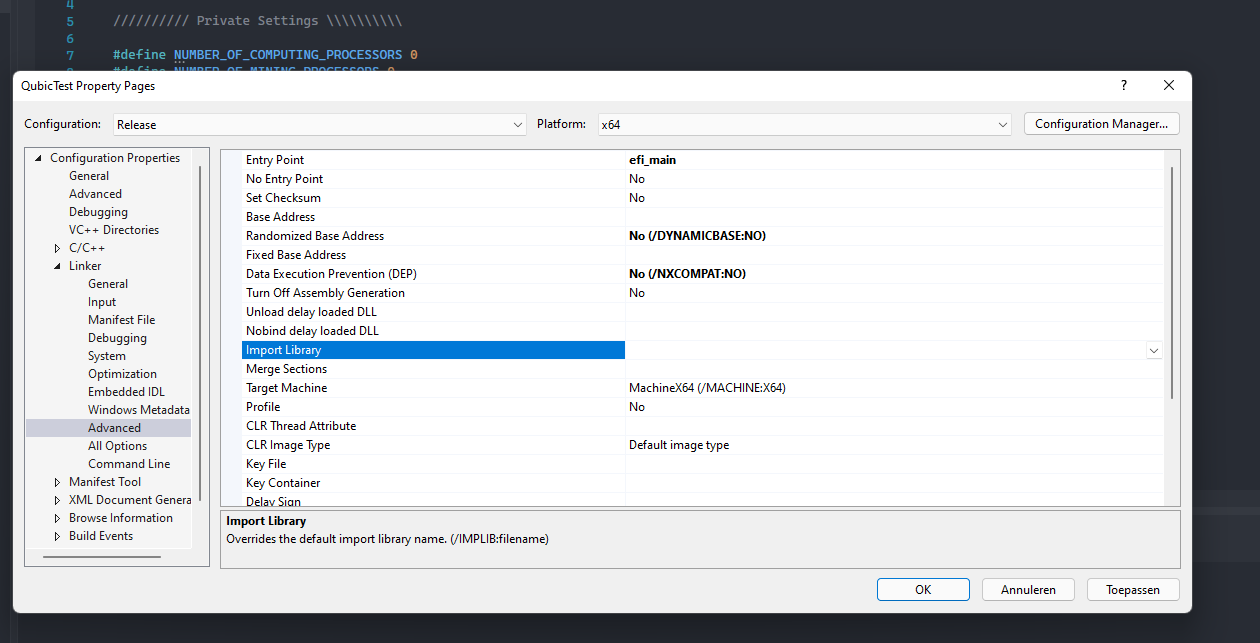 4
5 ////////// Private Settings \\\\\\\\\\
6
7 #define NUMBER_OF_COMPUTING_PROCESSORS 0
#define NUMBER_OF_MINING_PROCESSORS 0
QubicTest Property Pages
?
Configuration: Release Platform: x64 Configuration Manager...
Configuration Properties
General
Advanced
Debugging
VC++ Directories
C/C++
Linker
General
Input
Manifest File
Debugging
System
Optimization
Embedded IDL
Windows Metadata
Advanced
All Options
Command Line
Manifest Tool
XML Document Genera
Browse Information
Build Events
Entry Point efi_main
No Entry Point No
Set Checksum No
Base Address
Randomized Base Address No (/DYNAMICBASE:NO)
Fixed Base Address
Data Execution Prevention (DEP) No (/NXCOMPAT:NO)
Turn Off Assembly Generation No
Unload delay loaded DLL
Nobind delay loaded DLL
Import Library
Merge Sections
Target Machine MachineX64 (/MACHINE:X64)
Profile No
CLR Thread Attribute
CLR Image Type Default image type
Key File
Key Container
Delay Sign
Import Library
Overrides the default import library name. (/IMPLIB:filename)
OK Annuleren Toepassen